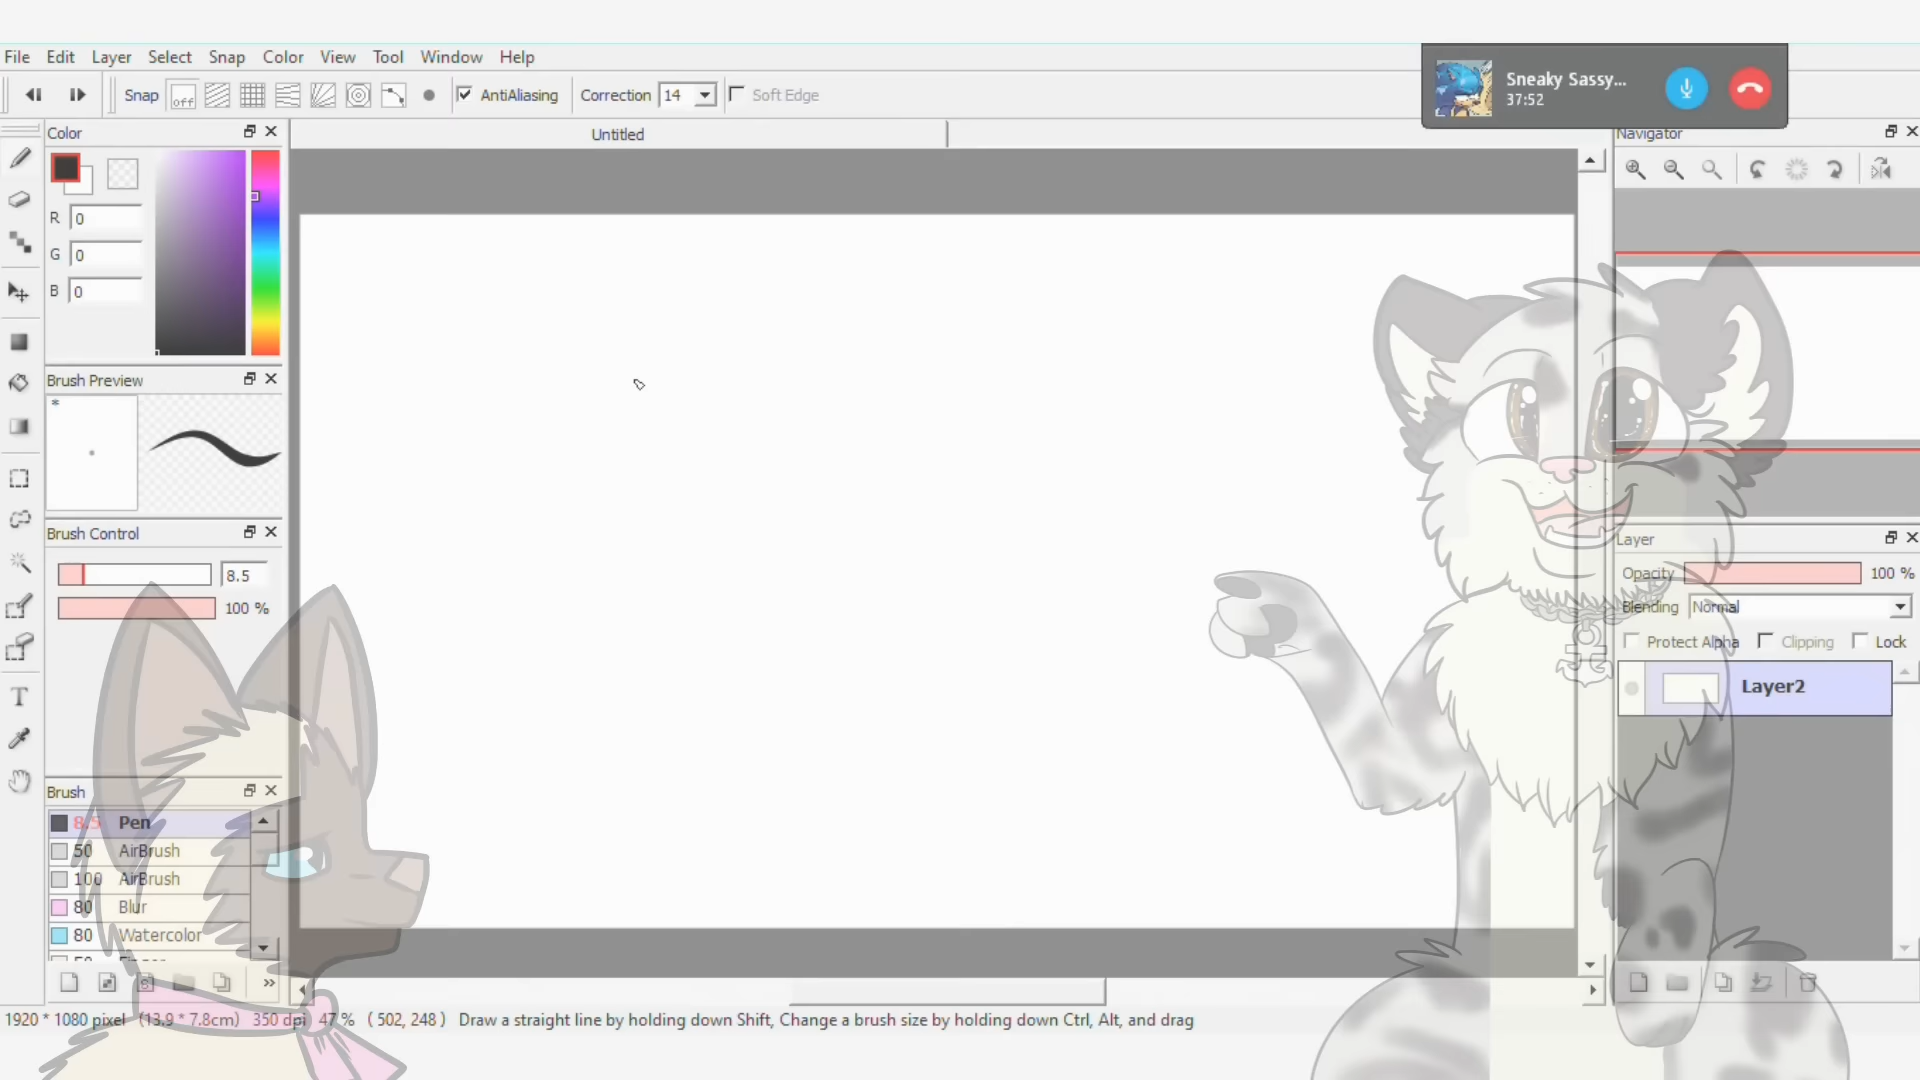 File Edit Layer Select Snap Color View Tool Window Help
Sneaky Sassy...
37:52
Snap off AntiAliasing Correction 14 Soft Edge
Color
Untitled
Navigator
R 0
G 0
B 0
Brush Preview
*
Brush Control
8.5
100 %
Layer
Opacity 100 %
Blending Normal
Protect Alpha Clipping Lock
Layer2
Brush
8.5 Pen
50 AirBrush
100 AirBrush
80 Blur
80 Watercolor
1920 * 1080 pixel (13.9 * 7.8cm) 350 dpi 47 % ( 502, 248 ) Draw a straight line by holding down Shift, Change a brush size by holding down Ctrl, Alt, and drag